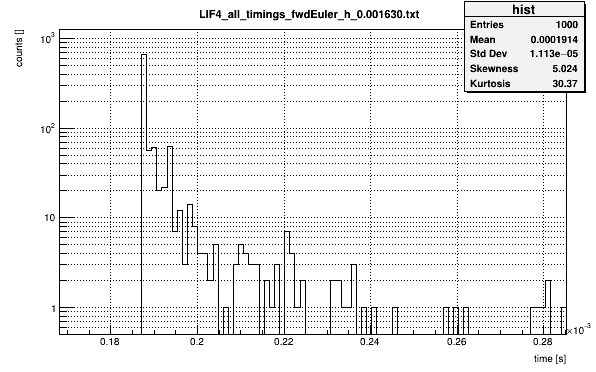 LIF4_all_timings_fwdEuler_h_0.001630.txt
hist
Entries 1000
Mean 0.0001914
Std Dev 1.113e−05
Skewness 5.024
Kurtosis 30.37
counts []
10³
10²
10
1
0.18 0.2 0.22 0.24 0.26 0.28
×10⁻³
time [s]